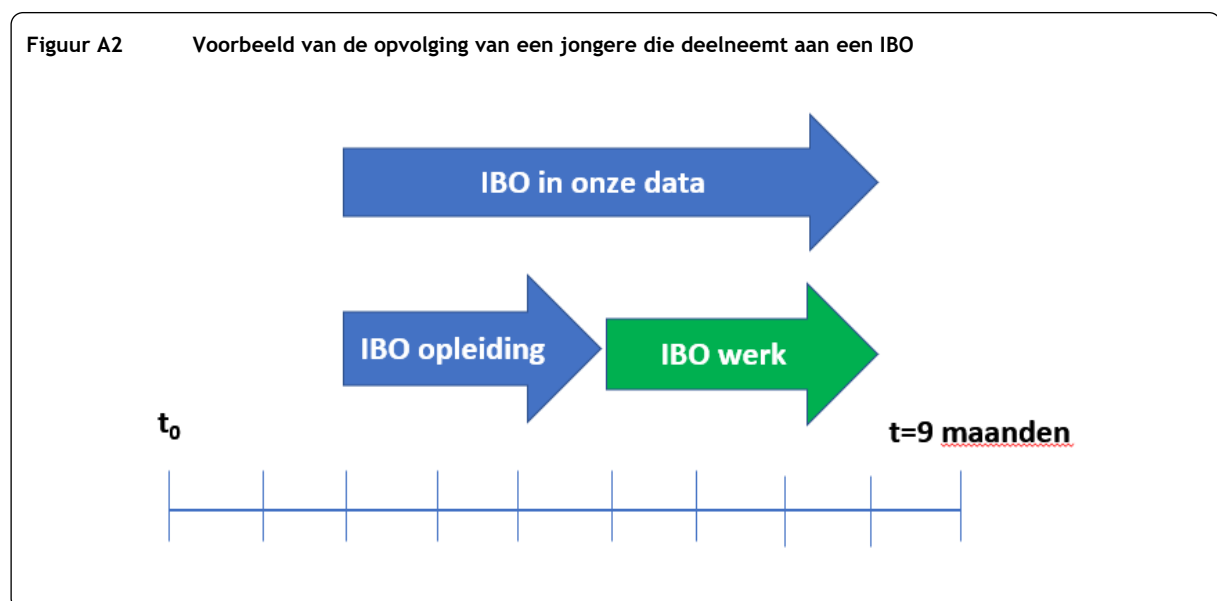 Figuur A2 Voorbeeld van de opvolging van een jongere die deelneemt aan een IBO
IBO in onze data
IBO opleiding
IBO werk
t₀
t=9 maanden